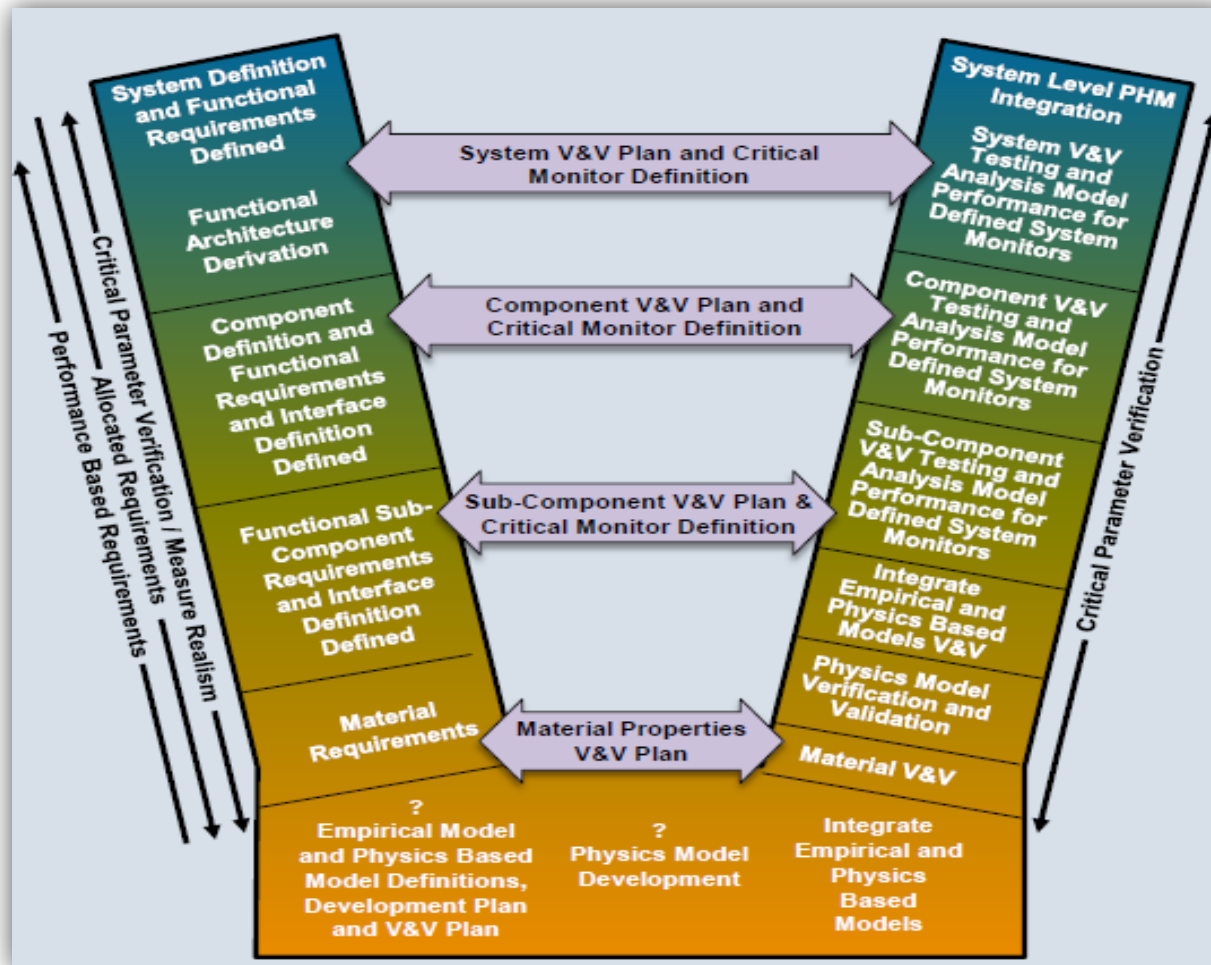 System Definition
and Functional
Requirements
Defined
Functional
Architecture
Derivation
Component
Definition and
Functional
Requirements
and Interface
Definition
Defined
Functional Sub-
Component
Requirements
and Interface
Definition
Defined
Material
Requirements
?
Empirical Model
and Physics Based
Model Definitions,
Development Plan
and V&V Plan
?
Physics Model
Development
Integrate
Empirical and
Physics
Based
Models
System V&V Plan and Critical
Monitor Definition
Component V&V Plan and
Critical Monitor Definition
Sub-Component V&V Plan &
Critical Monitor Definition
Material Properties
V&V Plan
System Level PHM
Integration
System V&V
Testing and
Analysis Model
Performance for
Defined System
Monitors
Component V&V
Testing and
Analysis Model
Performance for
Defined System
Monitors
Sub-Component
V&V Testing and
Analysis Model
Performance for
Defined System
Monitors
Integrate
Empirical and
Physics Based
Models V&V
Physics Model
Verification and
Validation
Material V&V
Critical Parameter Verification / Measure Realism
Allocated Requirements
Performance Based Requirements
Critical Parameter Verification